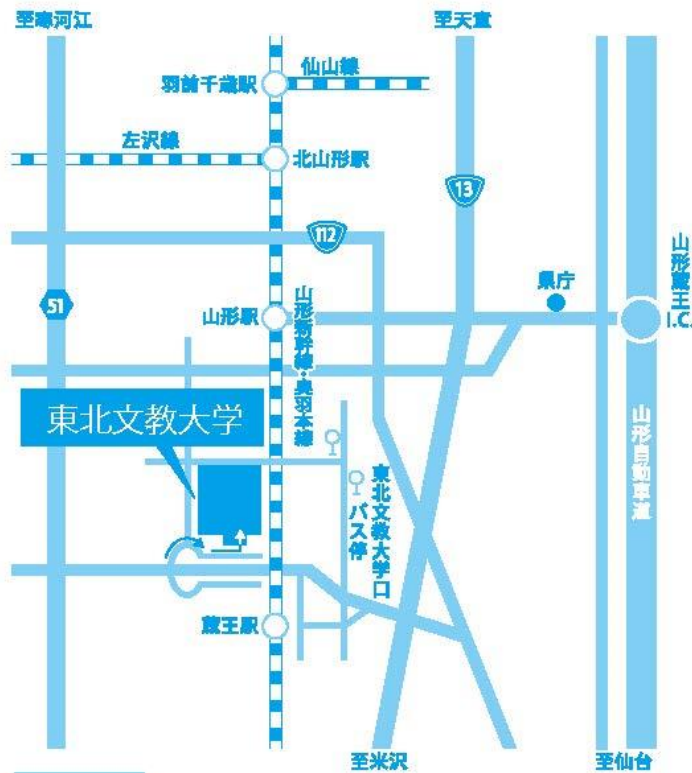 至寒河江
至天童
仙山線
羽前千歳駅
左沢線
北山形駅
13
112
山形蔵王I.C.
県庁
51
山形駅
山形新幹線・奥羽本線
東北文教大学
山形自動車道
東北文教大学口
バス停
蔵王駅
至米沢
至仙台